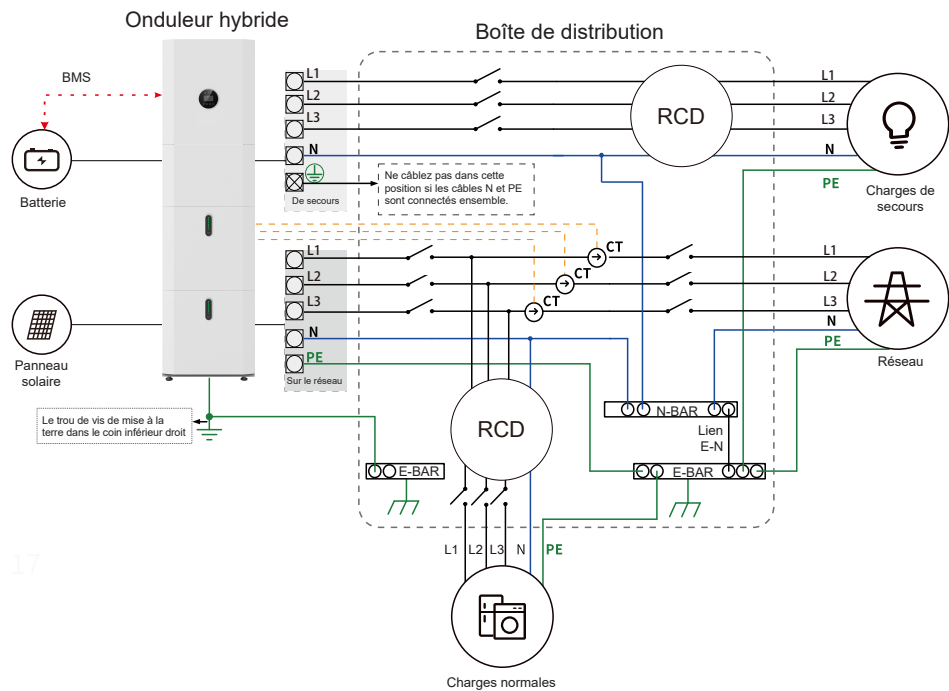 Onduleur hybride
Boîte de distribution
BMS
L1
L2
L3
N
De secours
Ne câblez pas dans cette
position si les câbles N et PE
sont connectés ensemble.
RCD
L1
L2
L3
N
PE
Charges de
secours
Batterie
L1
L2
L3
N
PE
Sur le réseau
CT
CT
CT
L1
L2
L3
N
PE
Réseau
Panneau
solaire
Le trou de vis de mise à la
terre dans le coin inférieur droit
E-BAR
RCD
N-BAR
Lien
E-N
E-BAR
L1
L2
L3
N
PE
Charges normales
17